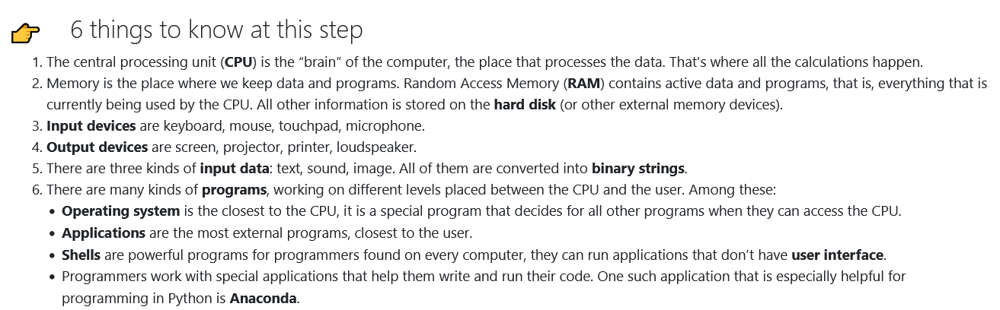 6 things to know at this step
1. The central processing unit (CPU) is the “brain” of the computer, the place that processes the data. That's where all the calculations happen.
2. Memory is the place where we keep data and programs. Random Access Memory (RAM) contains active data and programs, that is, everything that is
currently being used by the CPU. All other information is stored on the hard disk (or other external memory devices).
3. Input devices are keyboard, mouse, touchpad, microphone.
4. Output devices are screen, projector, printer, loudspeaker.
5. There are three kinds of input data: text, sound, image. All of them are converted into binary strings.
6. There are many kinds of programs, working on different levels placed between the CPU and the user. Among these:
• Operating system is the closest to the CPU, it is a special program that decides for all other programs when they can access the CPU.
• Applications are the most external programs, closest to the user.
• Shells are powerful programs for programmers found on every computer, they can run applications that don’t have user interface.
• Programmers work with special applications that help them write and run their code. One such application that is especially helpful for
programming in Python is Anaconda.